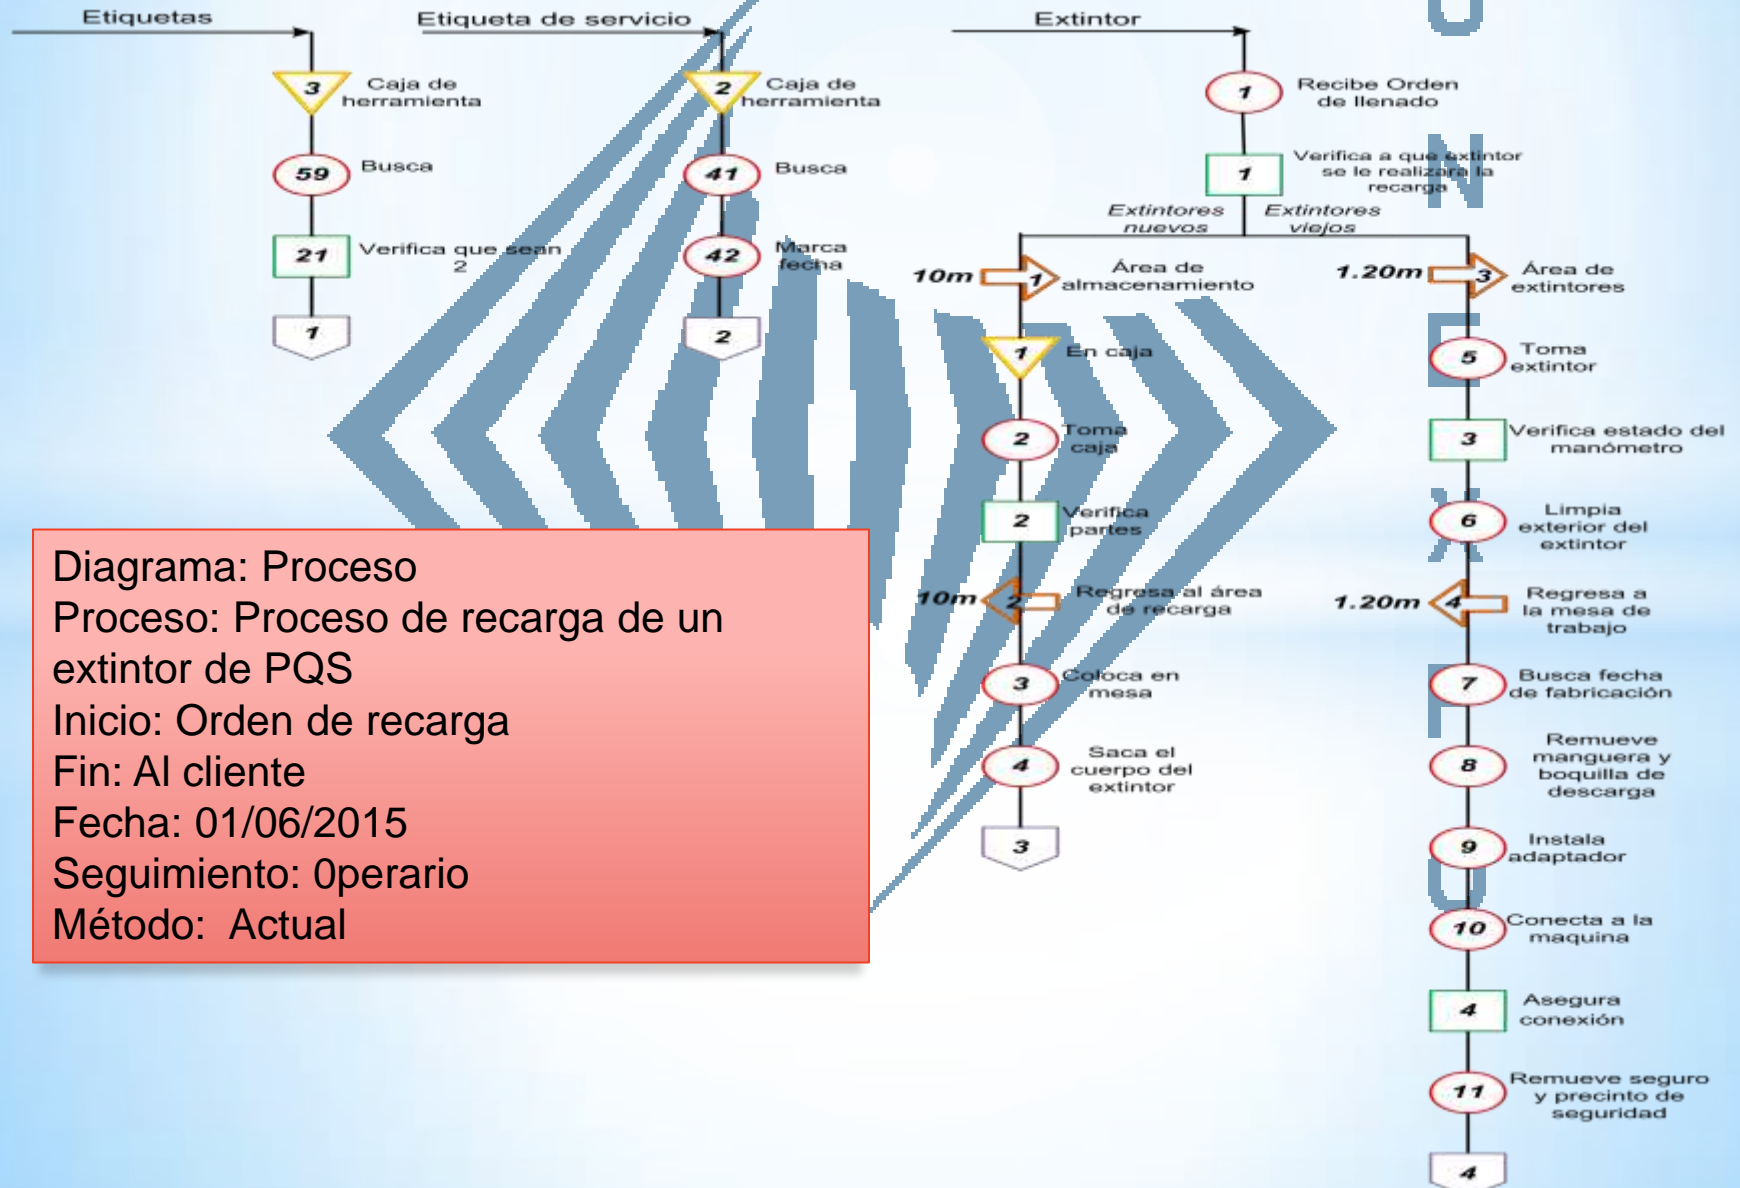 Etiquetas
3
Caja de
herramienta
59
Busca
21
Verifica que sean
2
1
Etiqueta de servicio
2
Caja de
herramienta
41
Busca
42
Marca
fecha
2
Extintor
1
Recibe Orden
de llenado
1
Verifica a que extintor
se le realizara la
recarga
Extintores
nuevos
Extintores
viejos
10m
1
Área de
almacenamiento
1
En caja
2
Toma
caja
2
Verifica
partes
10m
2
Regresa al área
de recarga
3
Coloca en
mesa
4
Saca el
cuerpo del
extintor
3
1.20m
3
Área de
extintores
5
Toma
extintor
3
Verifica estado del
manómetro
6
Limpia
exterior del
extintor
1.20m
4
Regresa a
la mesa de
trabajo
7
Busca fecha
de fabricación
8
Remueve
manguera y
boquilla de
descarga
9
Instala
adaptador
10
Conecta a la
maquina
4
Asegura
conexión
11
Remueve seguro
y precinto de
seguridad
4
Diagrama: Proceso
Proceso: Proceso de recarga de un
extintor de PQS
Inicio: Orden de recarga
Fin: Al cliente
Fecha: 01/06/2015
Seguimiento: 0perario
Método:  Actual
U
N
E
X
P
O